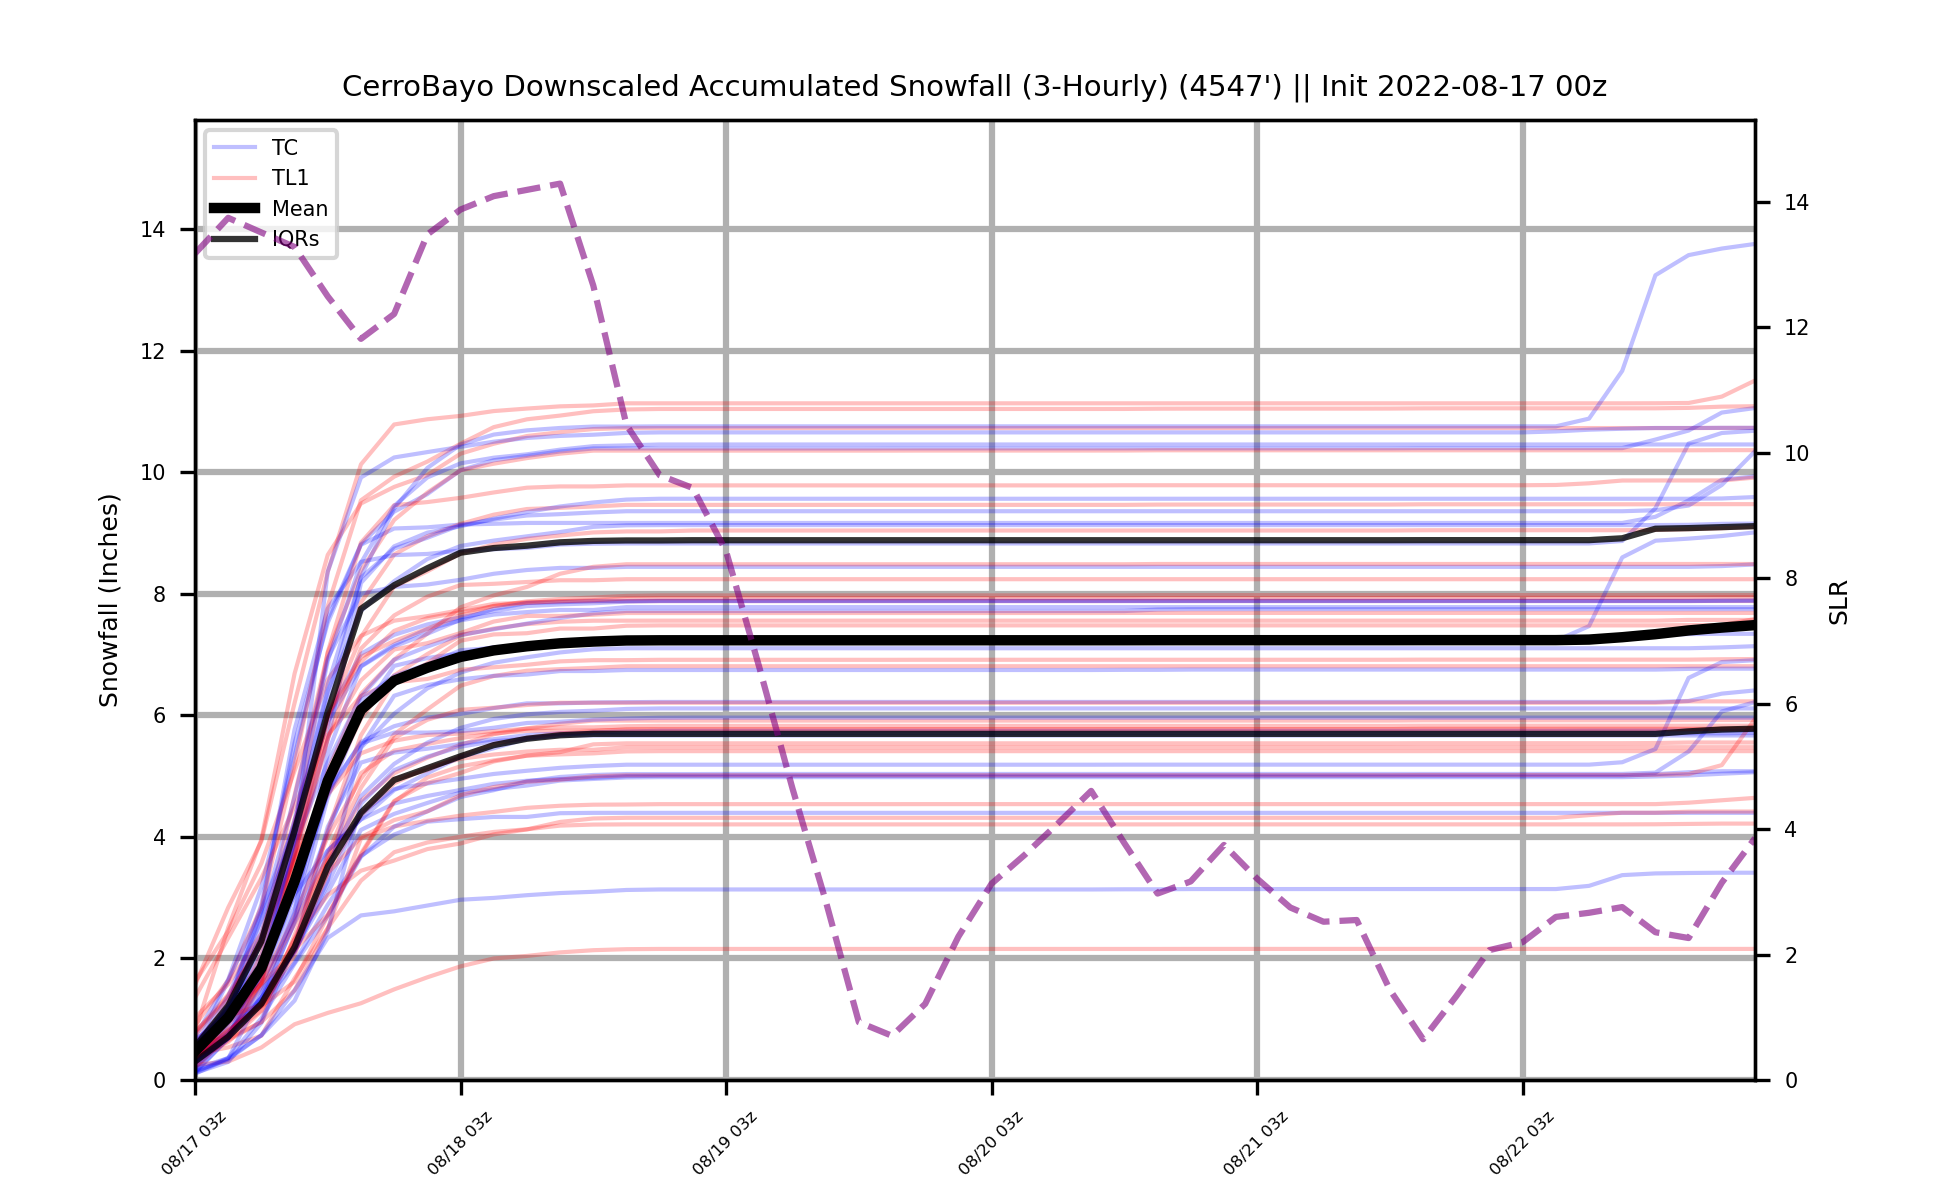 CerroBayo Downscaled Accumulated Snowfall (3-Hourly) (4547') || Init 2022-08-17 00z
TC
TL1
Mean
IQRs
Snowfall (Inches)
14
12
10
8
6
4
2
0
14
12
10
8
6
4
2
0
SLR
08/17 03z
08/18 03z
08/19 03z
08/20 03z
08/21 03z
08/22 03z